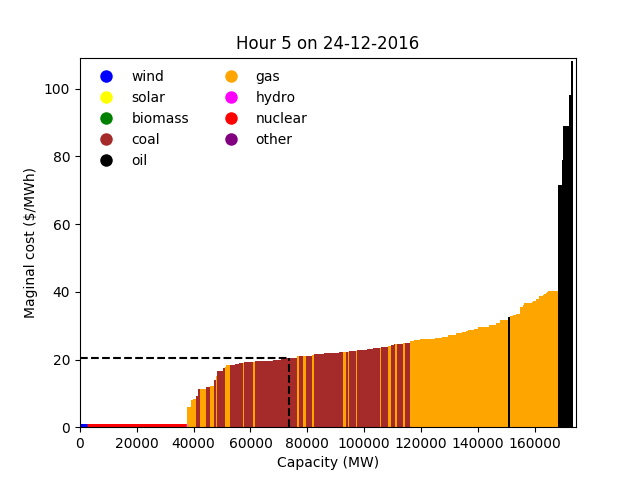 Hour 5 on 24-12-2016
wind
solar
biomass
coal
oil
gas
hydro
nuclear
other
Maginal cost ($/MWh)
100
80
60
40
20
0
0 20000 40000 60000 80000 100000 120000 140000 160000
Capacity (MW)